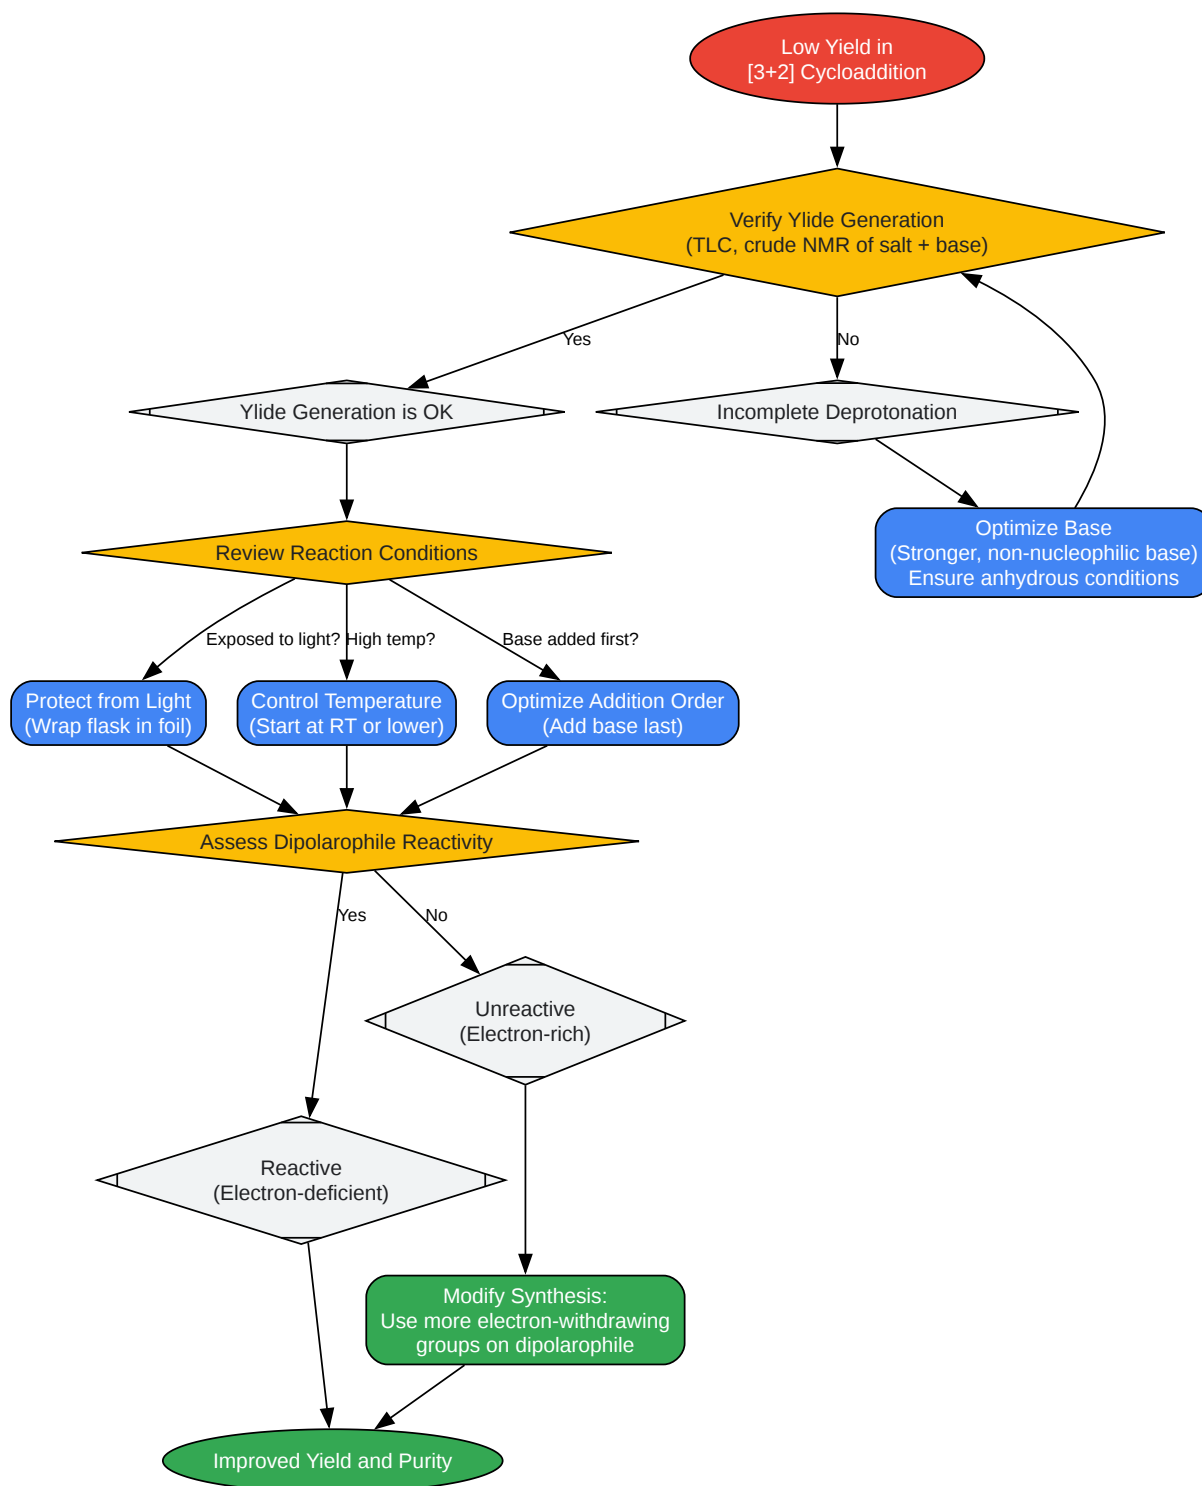 Low Yield in
[3+2] Cycloaddition
Verify Ylide Generation
(TLC, crude NMR of salt + base)
Yes
No
Ylide Generation is OK
Incomplete Deprotonation
Optimize Base
(Stronger, non-nucleophilic base)
Ensure anhydrous conditions
Review Reaction Conditions
Exposed to light?
High temp?
Base added first?
Protect from Light
(Wrap flask in foil)
Control Temperature
(Start at RT or lower)
Optimize Addition Order
(Add base last)
Assess Dipolarophile Reactivity
Yes
No
Unreactive
(Electron-rich)
Reactive
(Electron-deficient)
Modify Synthesis:
Use more electron-withdrawing
groups on dipolarophile
Improved Yield and Purity